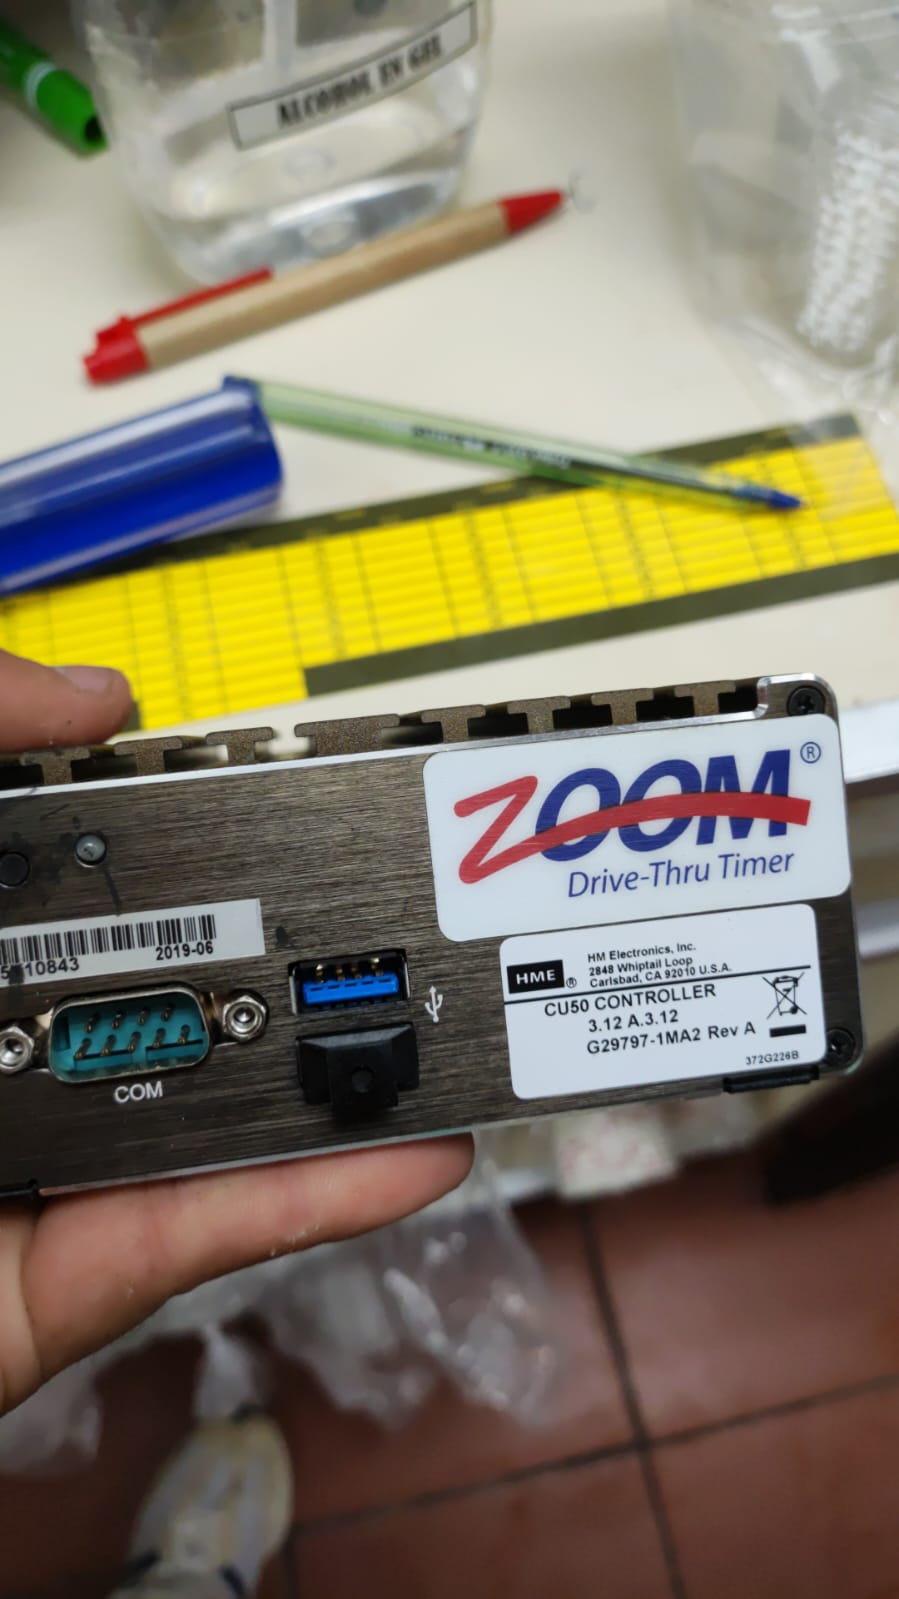 ALCOHOL EN GEL
ZOOM®
Drive-Thru Timer
2019-06
10843
HME®
HM Electronics, Inc.
2848 Whiptail Loop
Carlsbad, CA 92010 U.S.A.
CU50 CONTROLLER
3.12 A.3.12
G29797-1MA2 Rev A
372G226B
COM